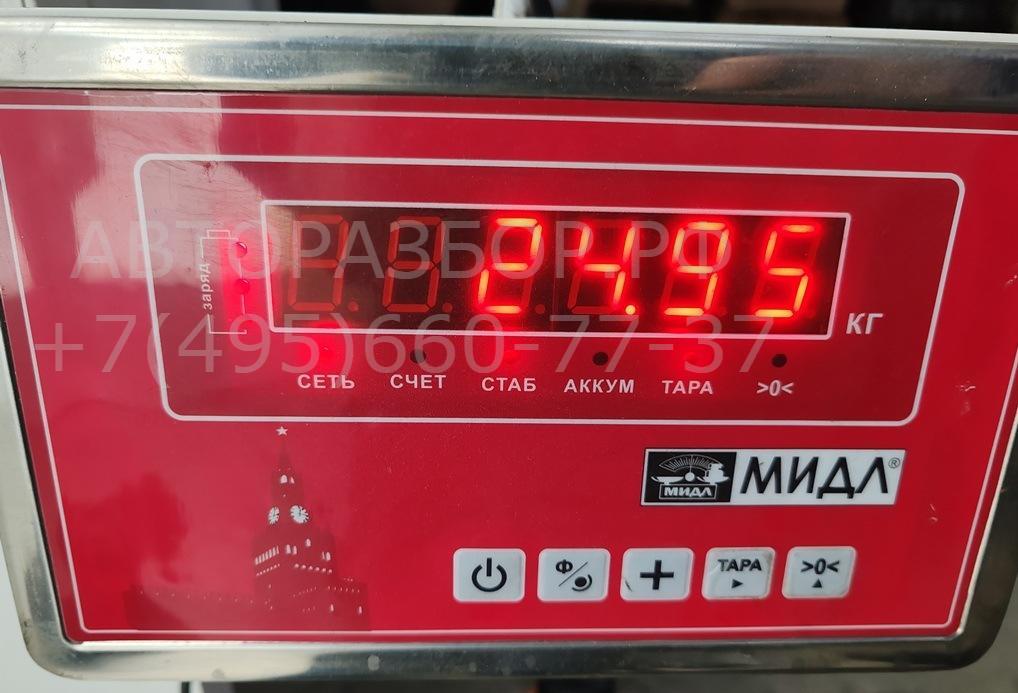 АВТОРАЗБОР.РФ
заряд
24.95
КГ
+7(495)660-77-37
СЕТЬ СЧЕТ СТАБ АККУМ ТАРА >0<
МИДЛ МИДЛ®
Ф ТАРА >0<